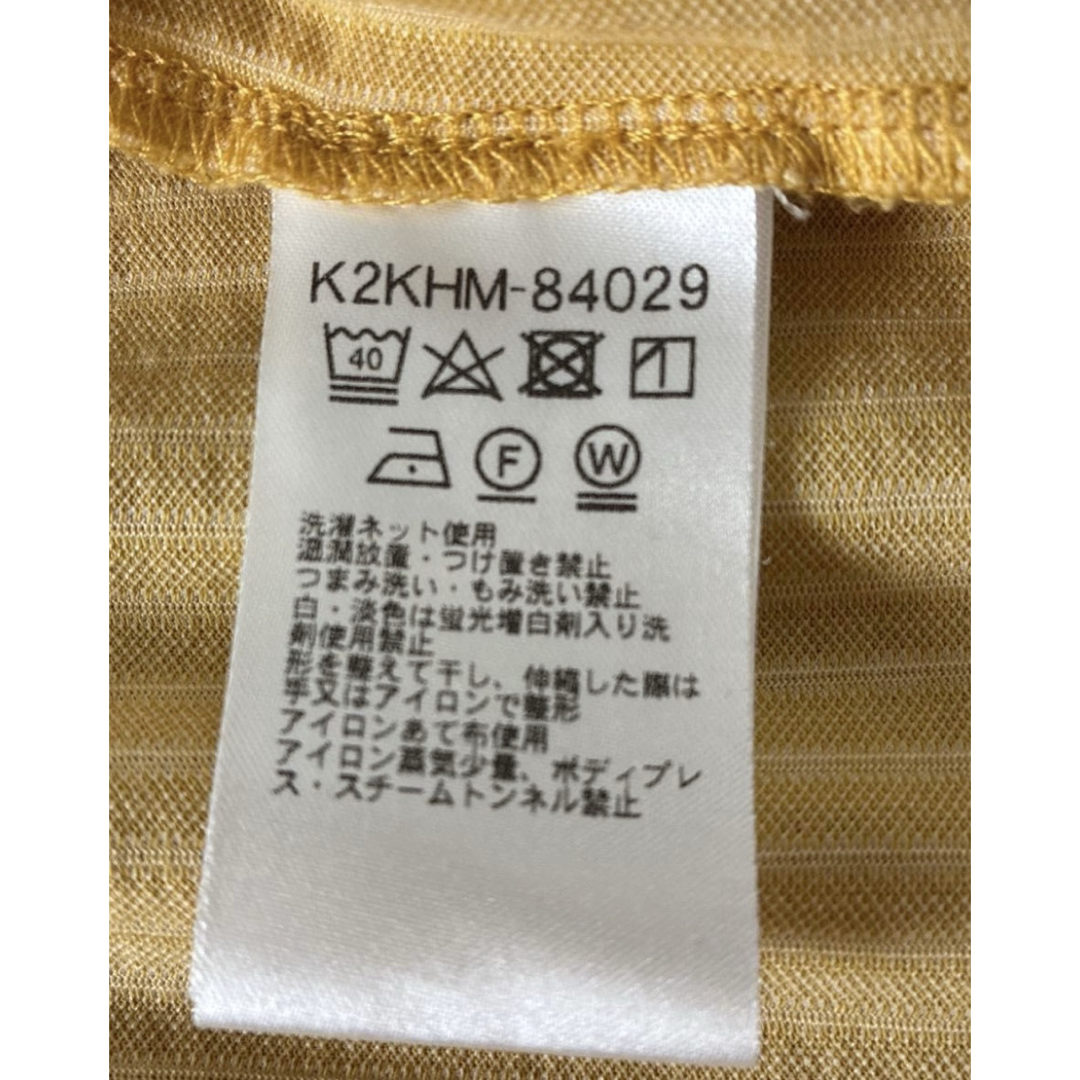 K2KHM-84029
40
F W
洗濯ネット使用
湿潤放置・つけ置き禁止
つまみ洗い・もみ洗い禁止
白・淡色は蛍光増白剤入り洗
剤使用禁止
形を整えて干し、伸縮した際は
手又はアイロンで整形
アイロンあて布使用
アイロン蒸気少量、ボディプレ
ス・スチームトンネル禁止